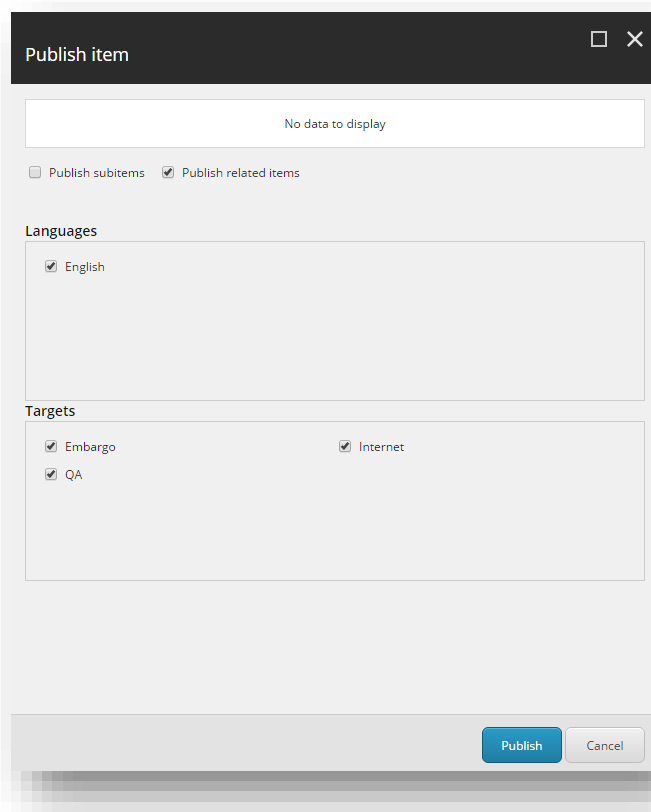 Publish item
No data to display
Publish subitems Publish related items
Languages
English
Targets
Embargo Internet
QA
Publish Cancel